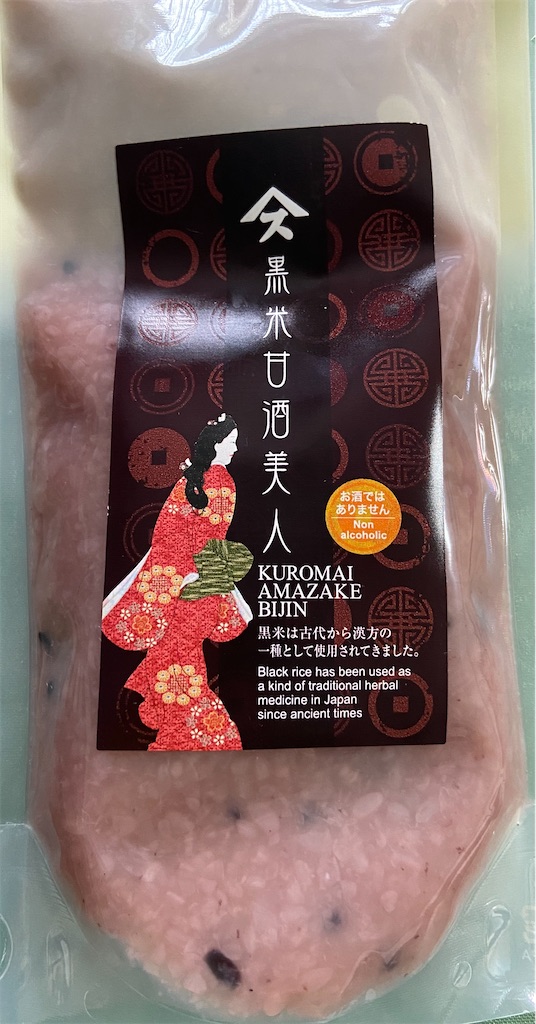 黒米甘酒美人
お酒では
ありません
Non
alcoholic
KUROMAI
AMAZAKE
BIJIN
黒米は古代から漢方の
一種として使用されてきました。
Black rice has been used as
a kind of traditional herbal
medicine in Japan
since ancient times